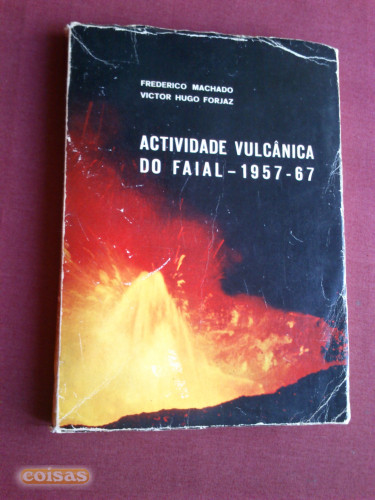 FREDERICO MACHADO
VICTOR HUGO FORJAZ
ACTIVIDADE VULCÂNICA
DO FAIAL - 1957 - 67
coisas